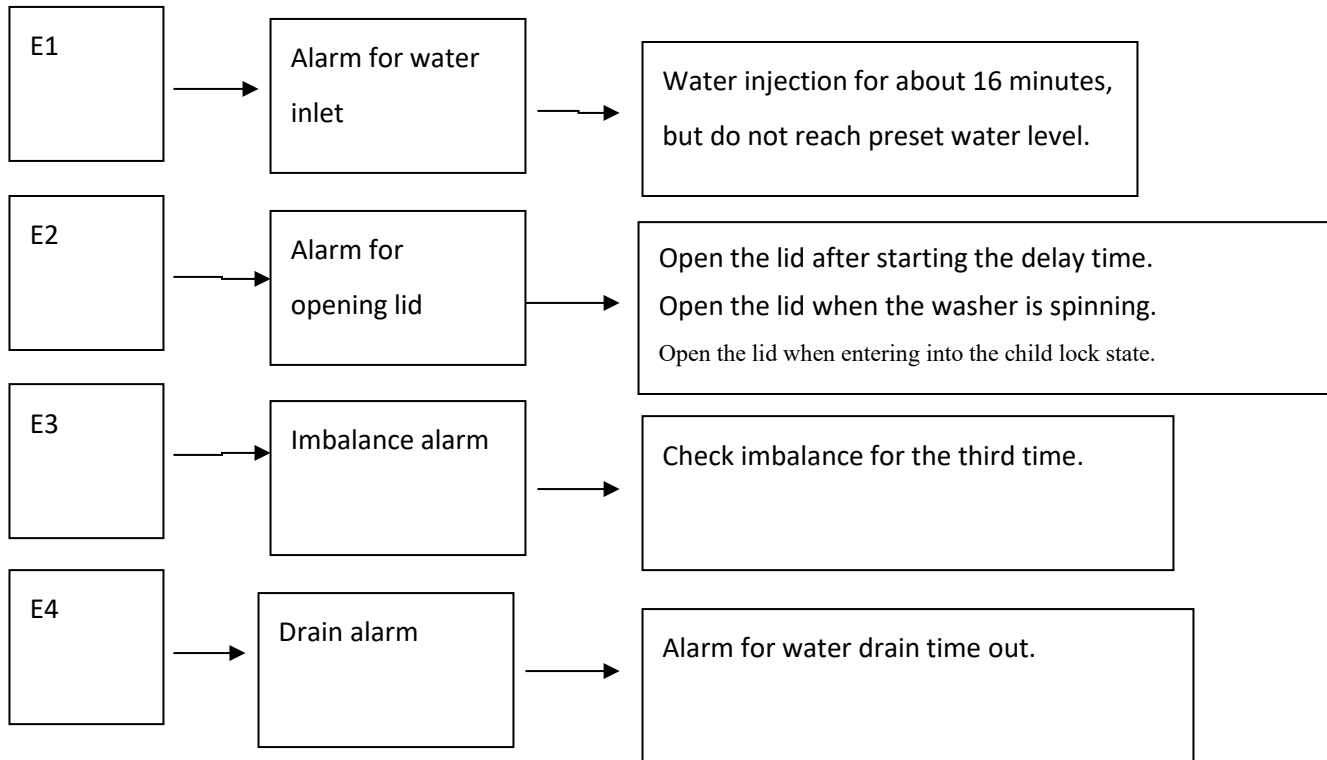 E1
Alarm for water
inlet
Water injection for about 16 minutes,
but do not reach preset water level.
E2
Alarm for
opening lid
Open the lid after starting the delay time.
Open the lid when the washer is spinning.
Open the lid when entering into the child lock state.
E3
Imbalance alarm
Check imbalance for the third time.
E4
Drain alarm
Alarm for water drain time out.